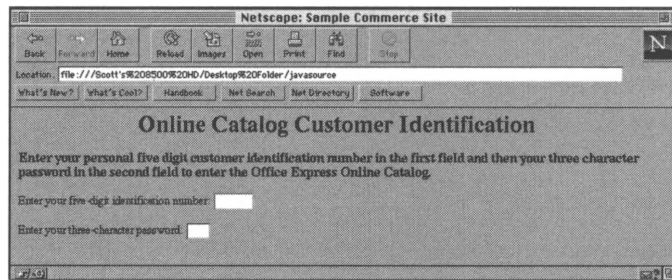 Netscape: Sample Commerce Site
Back Forward Home Reload Images Open Print Find Stop
N
Location: file:///Scott's%208500%20HD/Desktop%20Folder/javasource
What's New? What's Cool? Handbook Net Search Net Directory Software
Online Catalog Customer Identification
Enter your personal five digit customer identification number in the first field and then your three character
password in the second field to enter the Office Express Online Catalog.
Enter your five-digit identification number:
Enter your three-character password: